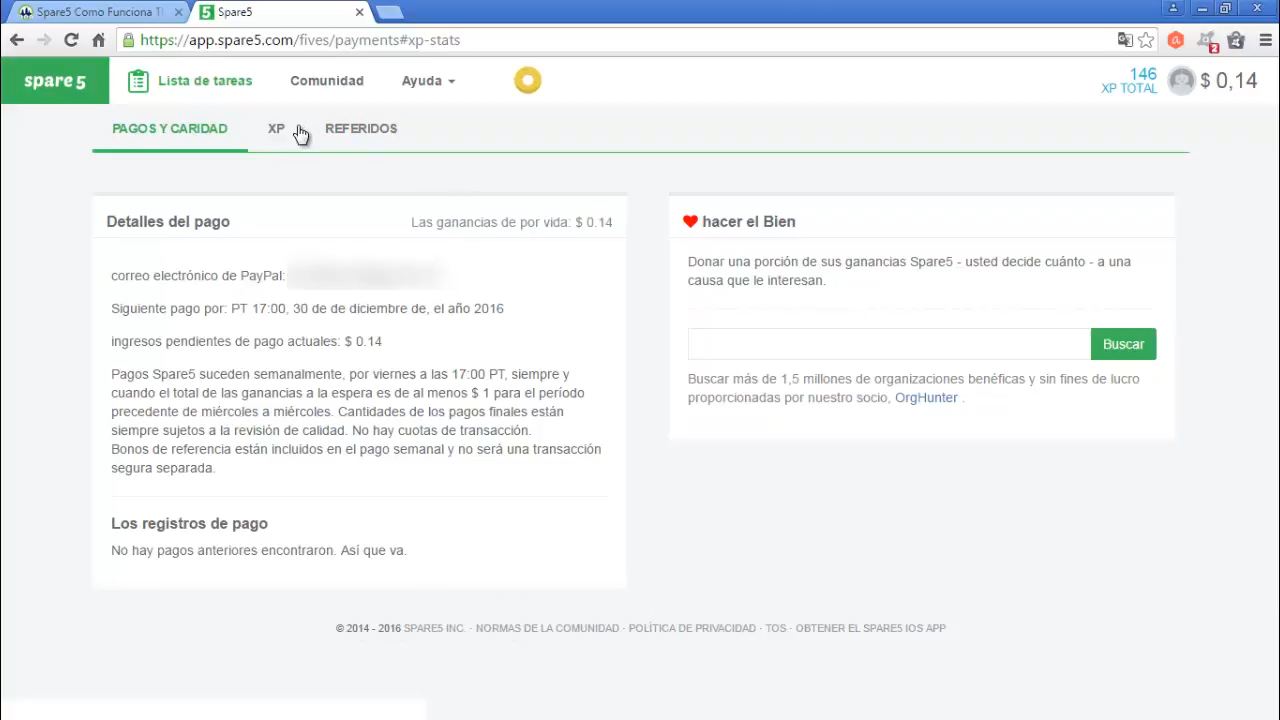 Spare5 Como Funciona T
Spare5
https://app.spare5.com/fives/payments#xp-stats
2
spare5
Lista de tareas
Comunidad
Ayuda
146
XP TOTAL
$ 0,14
PAGOS Y CARIDAD
XP
REFERIDOS
Detalles del pago
Las ganancias de por vida: $ 0.14
correo electrónico de PayPal:
Siguiente pago por: PT 17:00, 30 de de diciembre de, el año 2016
ingresos pendientes de pago actuales: $ 0.14
Pagos Spare5 suceden semanalmente, por viernes a las 17:00 PT, siempre y
cuando el total de las ganancias a la espera es de al menos $ 1 para el período
precedente de miércoles a miércoles. Cantidades de los pagos finales están
siempre sujetos a la revisión de calidad. No hay cuotas de transacción.
Bonos de referencia están incluidos en el pago semanal y no será una transacción
segura separada.
Los registros de pago
No hay pagos anteriores encontraron. Así que va.
hacer el Bien
Donar una porción de sus ganancias Spare5 - usted decide cuánto - a una
causa que le interesan.
Buscar
Buscar más de 1,5 millones de organizaciones benéficas y sin fines de lucro
proporcionadas por nuestro socio, OrgHunter .
© 2014 - 2016 SPARE5 INC. · NORMAS DE LA COMUNIDAD · POLÍTICA DE PRIVACIDAD · TOS · OBTENER EL SPARE5 IOS APP